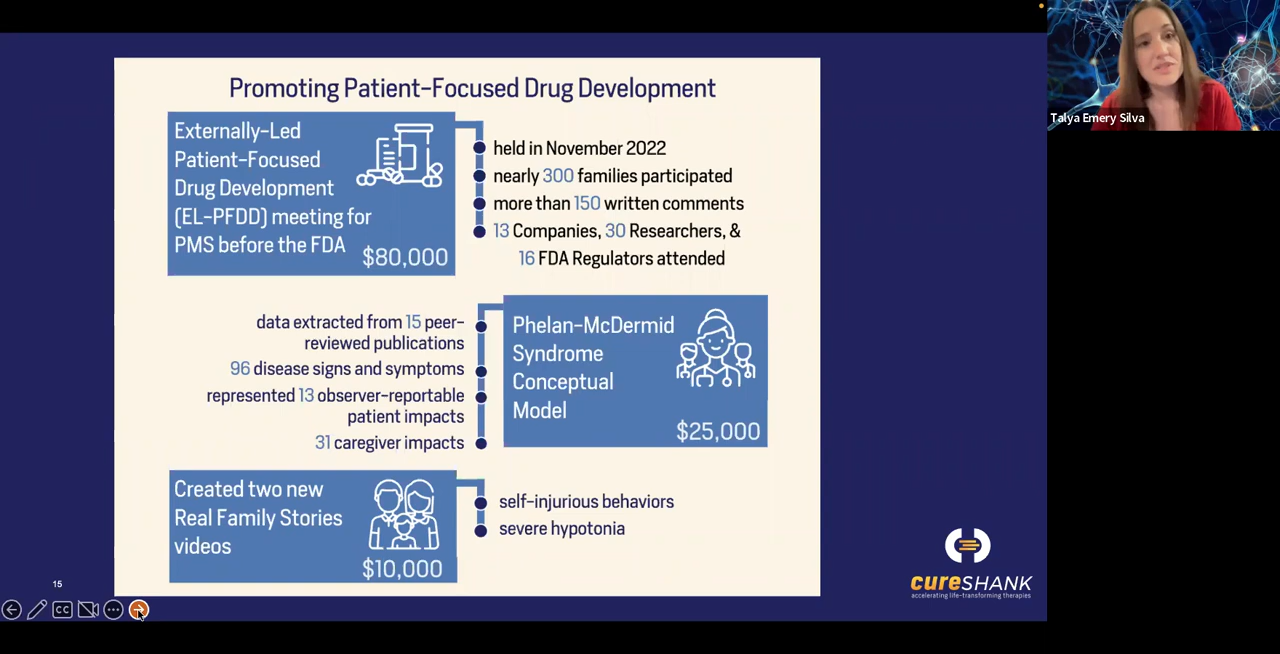 Promoting Patient-Focused Drug Development
Externally-Led
Patient-Focused
Drug Development
(EL-PFDD) meeting for
PMS before the FDA
$80,000
held in November 2022
nearly 300 families participated
more than 150 written comments
13 Companies, 30 Researchers, &
16 FDA Regulators attended
data extracted from 15 peer-
reviewed publications
96 disease signs and symptoms
represented 13 observer-reportable
patient impacts
31 caregiver impacts
Phelan-McDermid
Syndrome
Conceptual
Model
$25,000
Created two new
Real Family Stories
videos
$10,000
self-injurious behaviors
severe hypotonia
15
CC
cureSHANK
accelerating life-transforming therapies
Talya Emery Silva